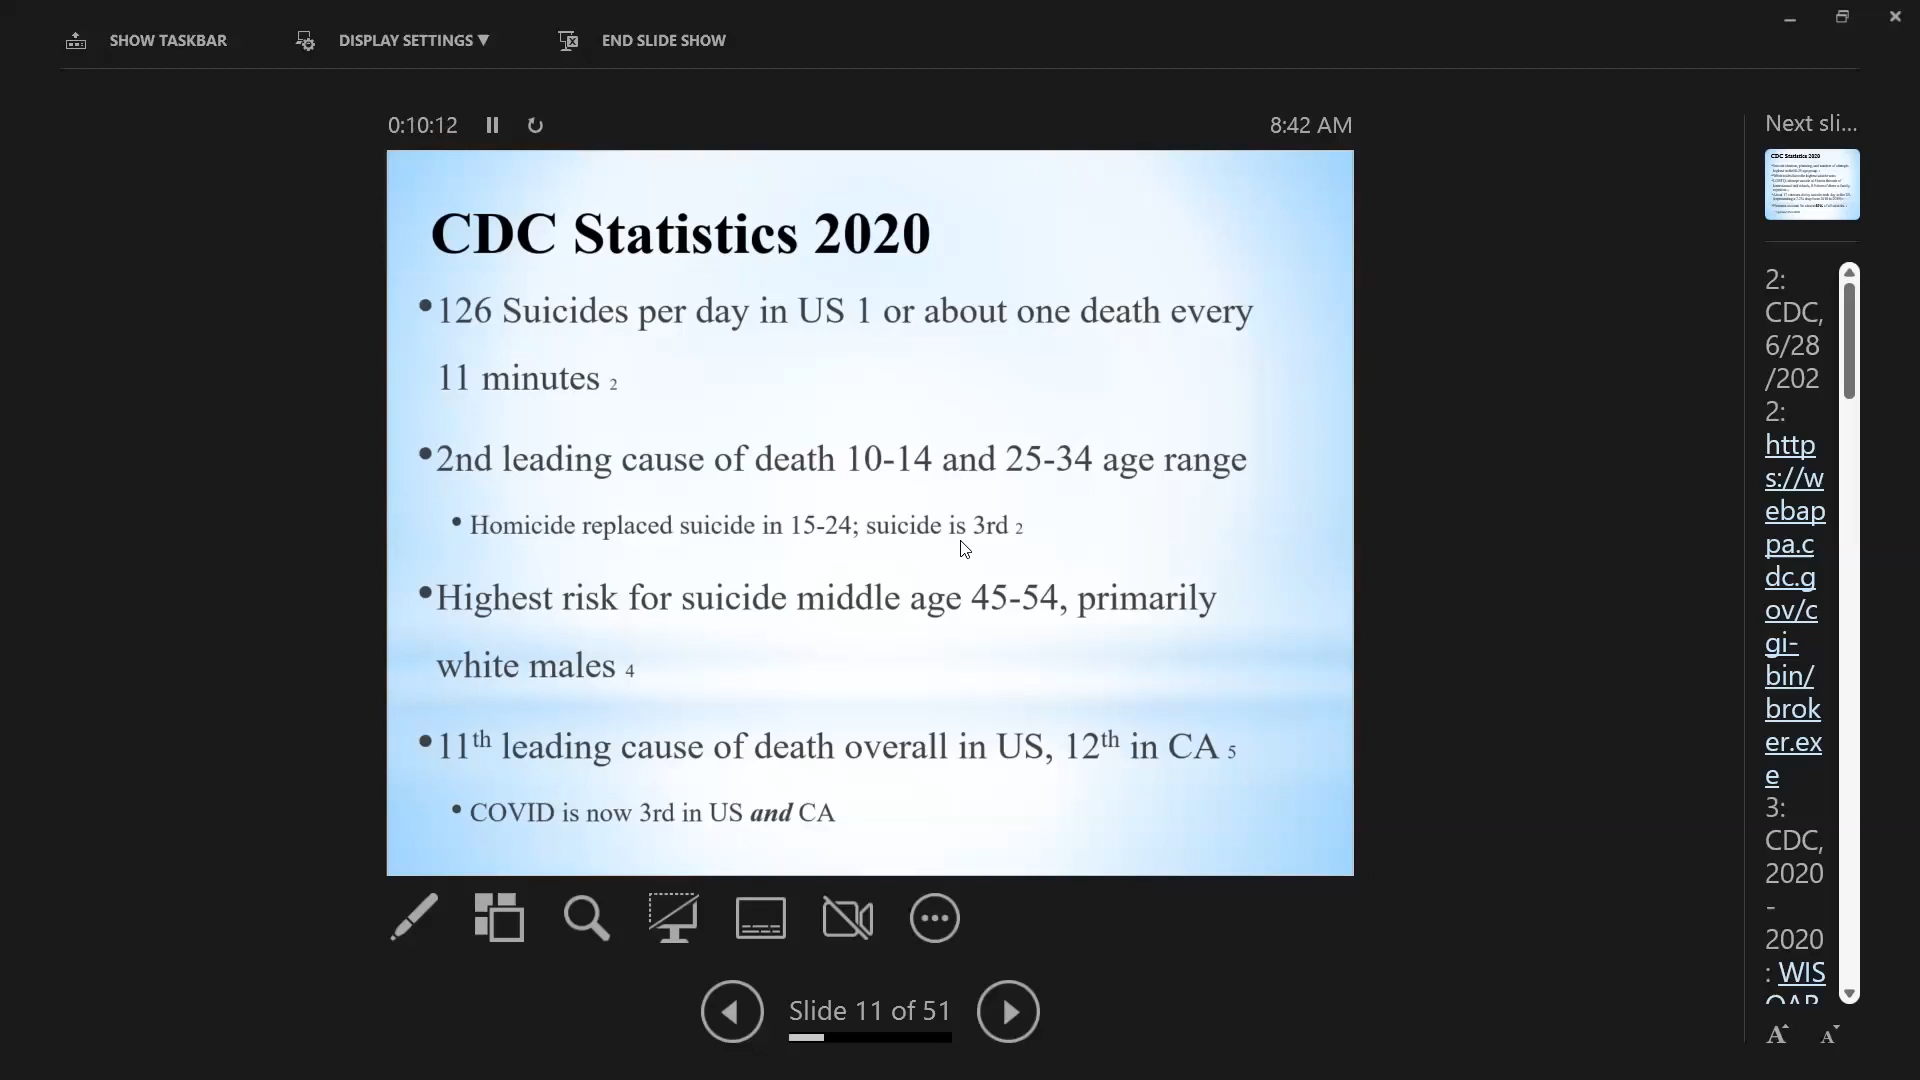 SHOW TASKBAR
DISPLAY SETTINGS ▼
END SLIDE SHOW
0:10:12
8:42 AM
CDC Statistics 2020
•126 Suicides per day in US 1 or about one death every
11 minutes 2
•2nd leading cause of death 10-14 and 25-34 age range
• Homicide replaced suicide in 15-24; suicide is 3rd 2
•Highest risk for suicide middle age 45-54, primarily
white males 4
•11th leading cause of death overall in US, 12th in CA 5
• COVID is now 3rd in US and CA
Slide 11 of 51
Next sli...
CDC Statistics 2020
2:
CDC,
6/28
/202
2:
http
s://w
ebap
pa.c
dc.g
ov/c
gi-
bin/
brok
er.ex
e
3:
CDC,
2020
-
2020
: WIS
A A